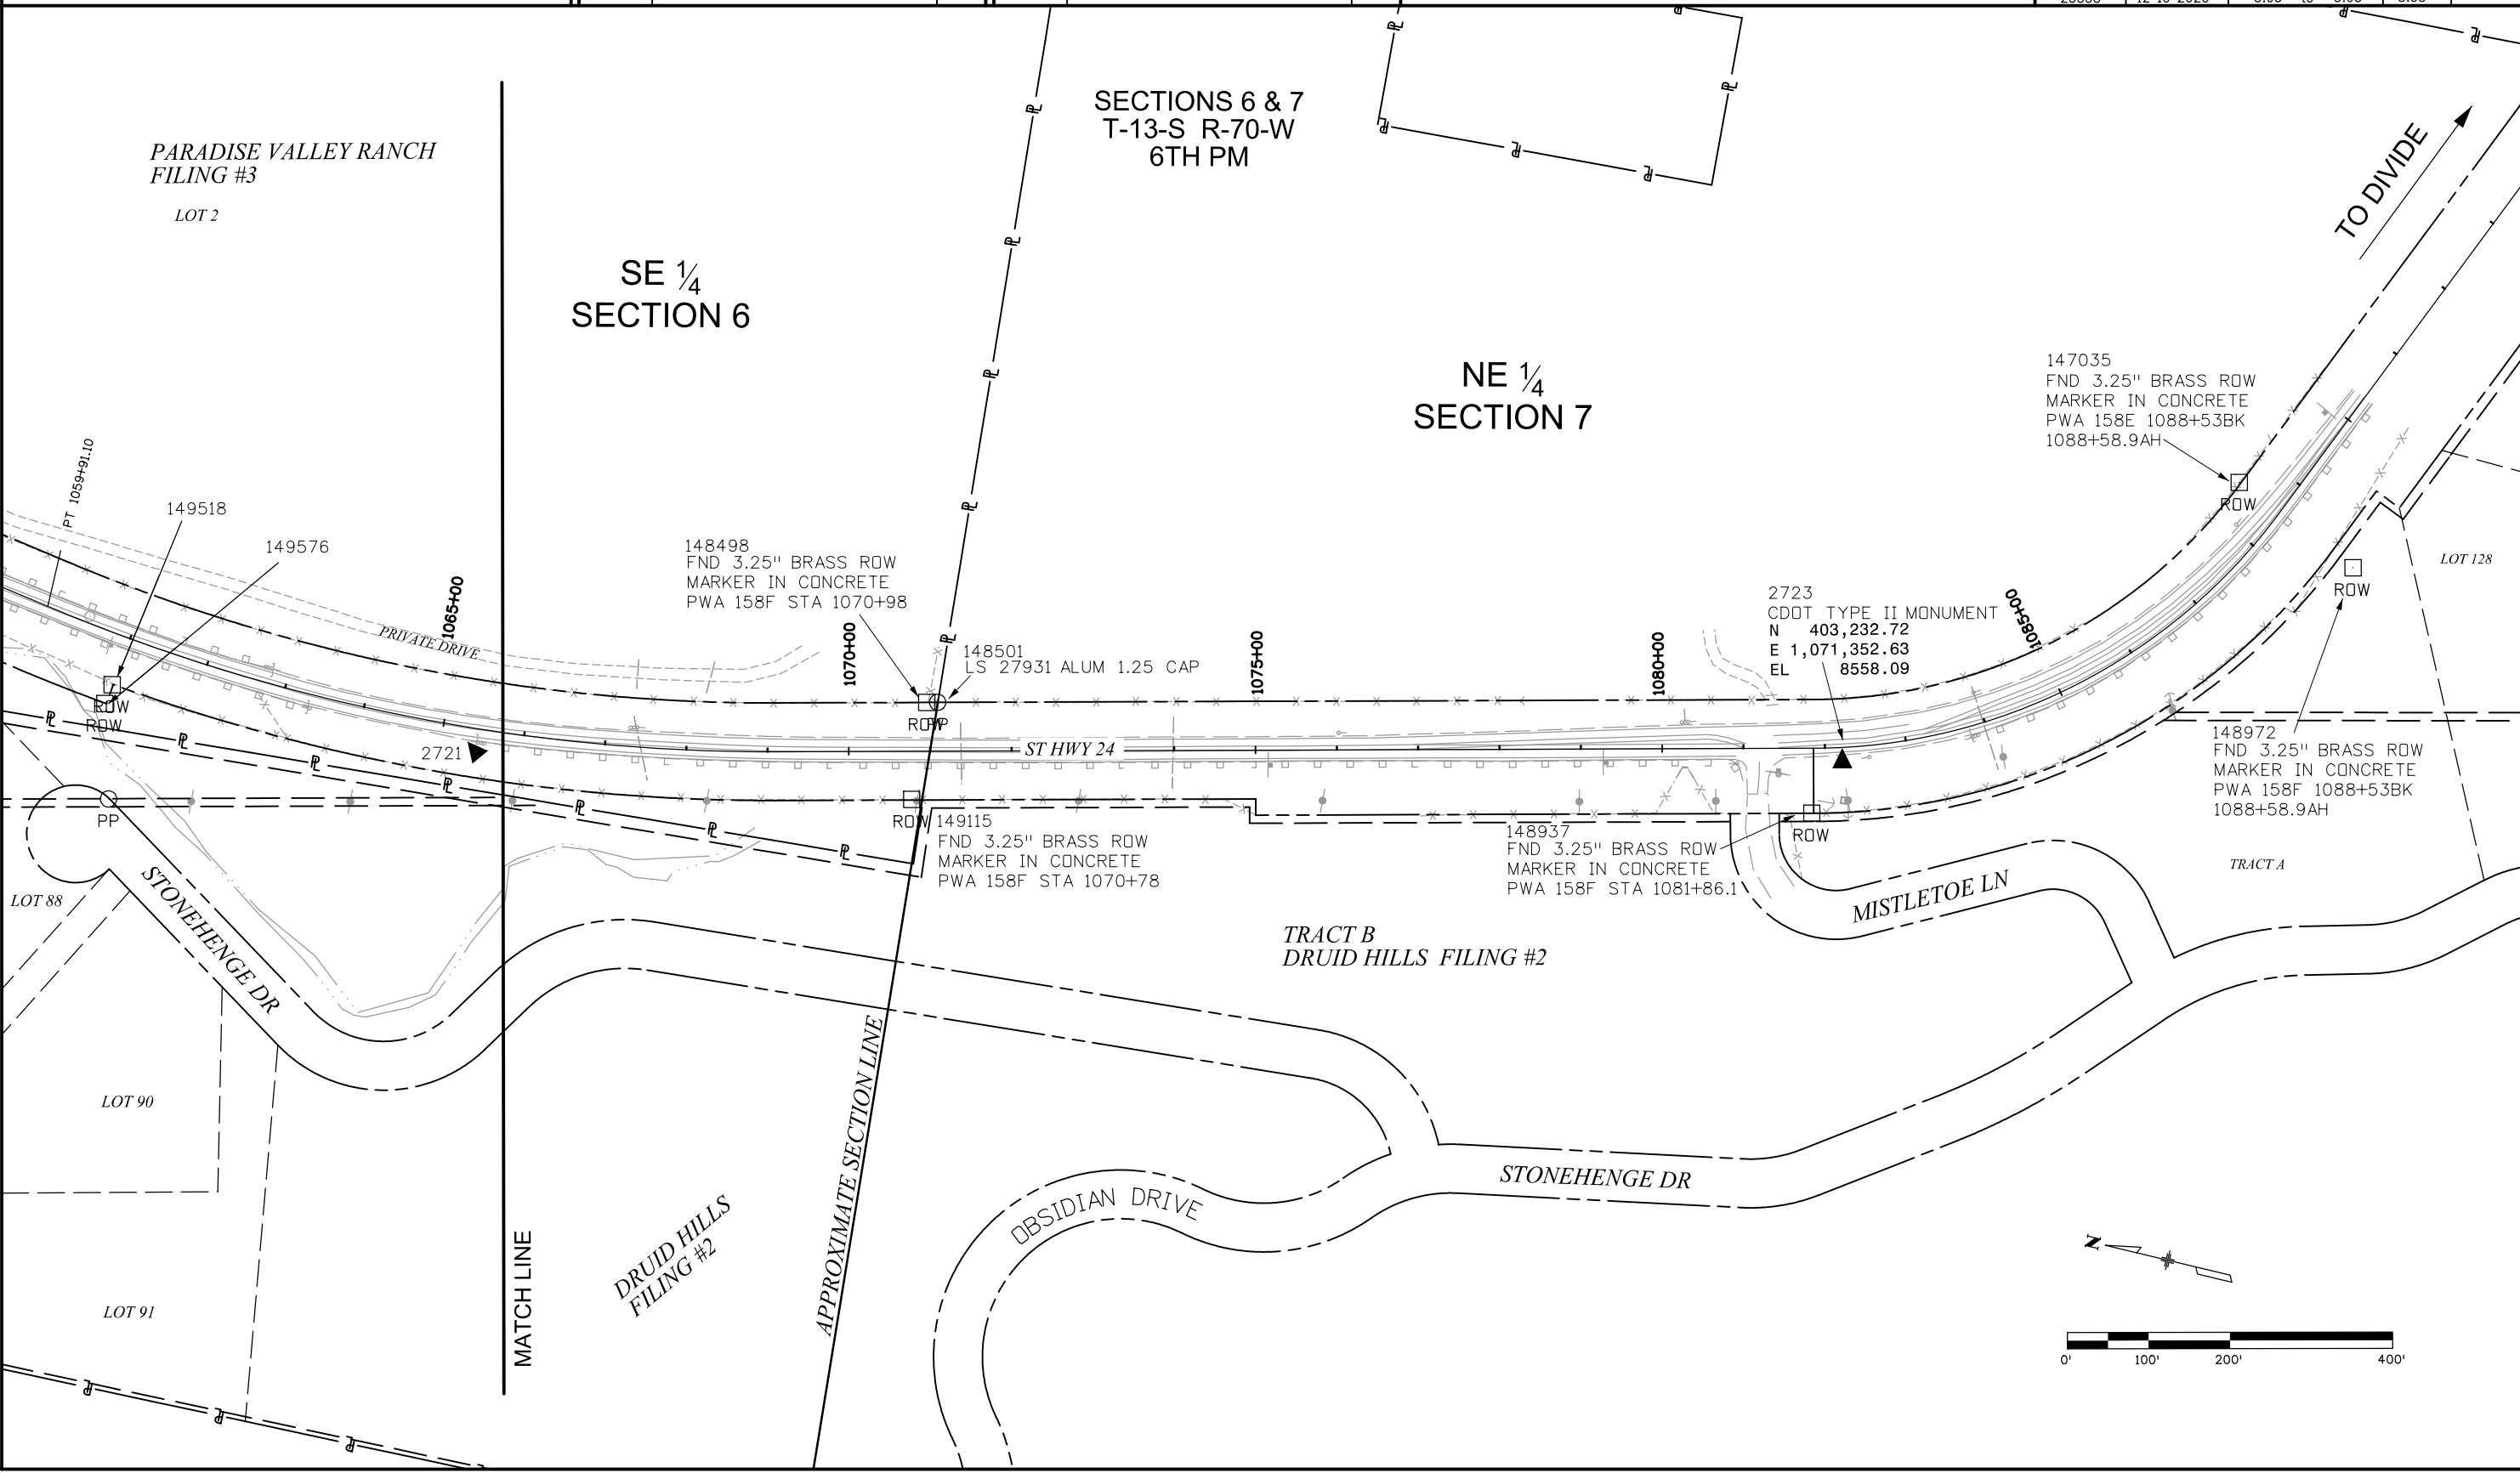 SECTIONS 6 & 7
T-13-S R-70-W
6TH PM
PARADISE VALLEY RANCH
FILING #3
LOT 2
TO DIVIDE
SE 1/4
SECTION 6
NE 1/4
SECTION 7
147035
FND 3.25" BRASS ROW
MARKER IN CONCRETE
PWA 158E 1088+53BK
1088+58.9AH
ROW
PT 1059+91.10
149518
149576
1065+00
PRIVATE DRIVE
148498
FND 3.25" BRASS ROW
MARKER IN CONCRETE
PWA 158F STA 1070+98
1070+00
148501
LS 27931 ALUM 1.25 CAP
1075+00
1080+00
2723
CDOT TYPE II MONUMENT
N 403,232.72
E 1,071,352.63
EL 8558.09
1085+00
LOT 128
ROW
ROW
ROW
ROW
PP
ST HWY 24
2721
148972
FND 3.25" BRASS ROW
MARKER IN CONCRETE
PWA 158F 1088+53BK
1088+58.9AH
PP
ROW
149115
FND 3.25" BRASS ROW
MARKER IN CONCRETE
PWA 158F STA 1070+78
148937
FND 3.25" BRASS ROW
MARKER IN CONCRETE
PWA 158F STA 1081+86.1
ROW
TRACT A
LOT 88
STONEHENGE DR
MISTLETOE LN
TRACT B
DRUID HILLS FILING #2
LOT 90
APPROXIMATE SECTION LINE
STONEHENGE DR
OBSIDIAN DRIVE
DRUID HILLS
FILING #2
MATCH LINE
LOT 91
N
0' 100' 200' 400'